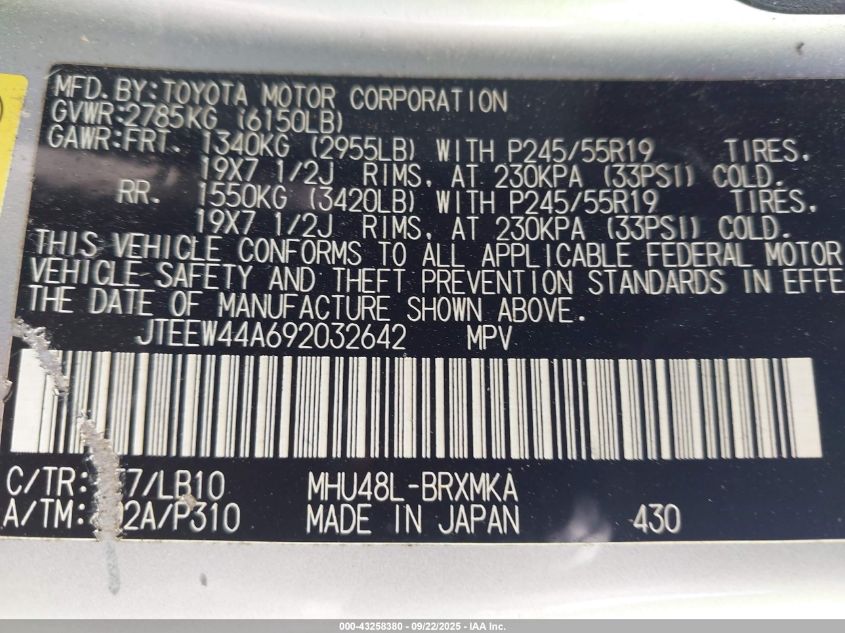 MFD. BY: TOYOTA MOTOR CORPORATION
GVWR: 2785KG (6150LB)
GAWR: FRT. 1340KG (2955LB) WITH P245/55R19 TIRES,
19X7 1/2J RIMS, AT 230KPA (33PSI) COLD.
RR. 1550KG (3420LB) WITH P245/55R19 TIRES,
19X7 1/2J RIMS, AT 230KPA (33PSI) COLD.
THIS VEHICLE CONFORMS TO ALL APPLICABLE FEDERAL MOTOR
VEHICLE SAFETY AND THEFT PREVENTION STANDARDS IN EFFE
THE DATE OF MANUFACTURE SHOWN ABOVE.
JTEEW44A692032642 MPV
C/TR: 7/LB10 MHU48L-BRXMKA
A/TM: 02A/P310 MADE IN JAPAN 430
000-43258380 - 09/22/2025 - IAA Inc.